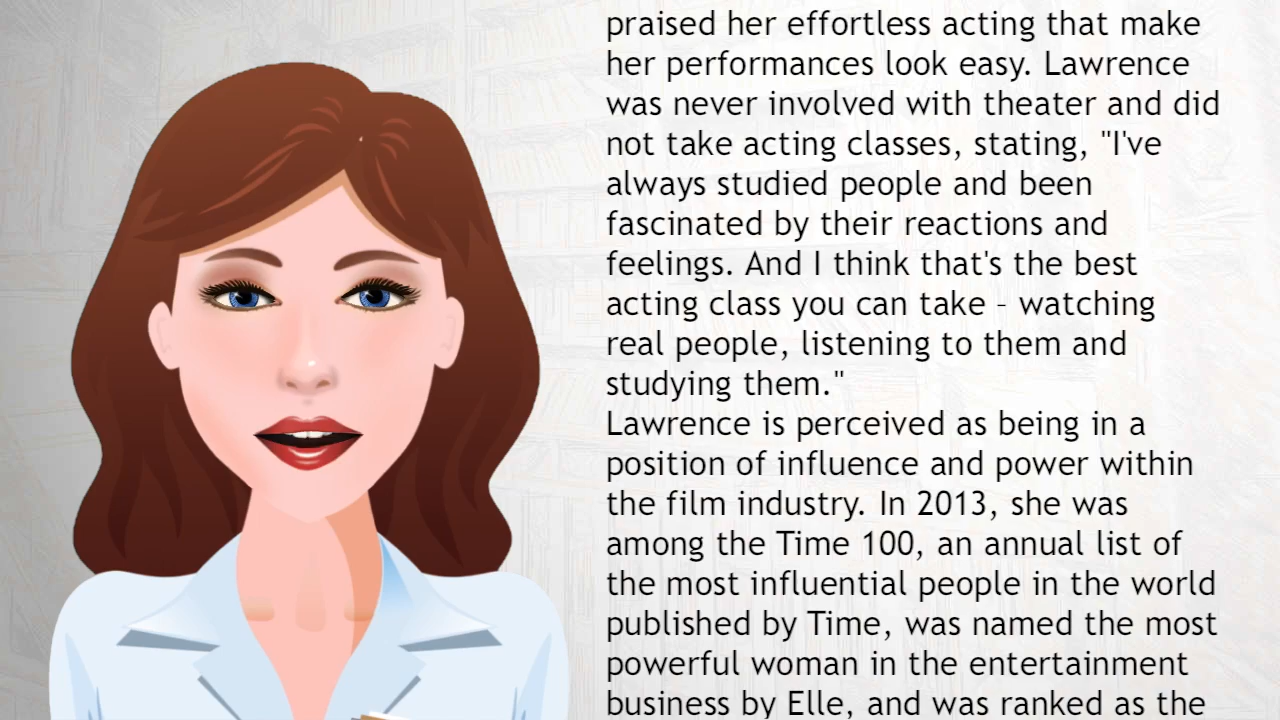 praised her effortless acting that make
her performances look easy. Lawrence
was never involved with theater and did
not take acting classes, stating, "I've
always studied people and been
fascinated by their reactions and
feelings. And I think that's the best
acting class you can take – watching
real people, listening to them and
studying them."
Lawrence is perceived as being in a
position of influence and power within
the film industry. In 2013, she was
among the Time 100, an annual list of
the most influential people in the world
published by Time, was named the most
powerful woman in the entertainment
business by Elle, and was ranked as the